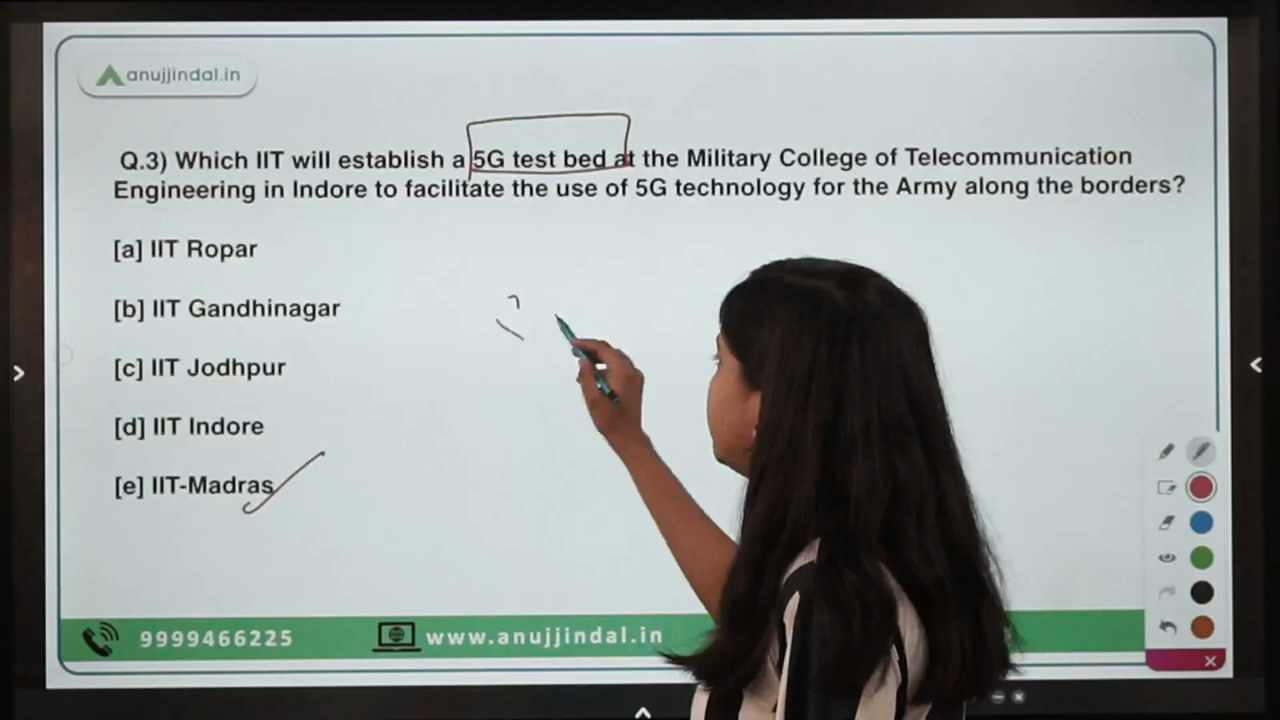 anujjindal.in
Q.3) Which IIT will establish a 5G test bed at the Military College of Telecommunication
Engineering in Indore to facilitate the use of 5G technology for the Army along the borders?
[a] IIT Ropar
[b] IIT Gandhinagar
[c] IIT Jodhpur
[d] IIT Indore
[e] IIT-Madras
9999466225
www.anujjindal.in